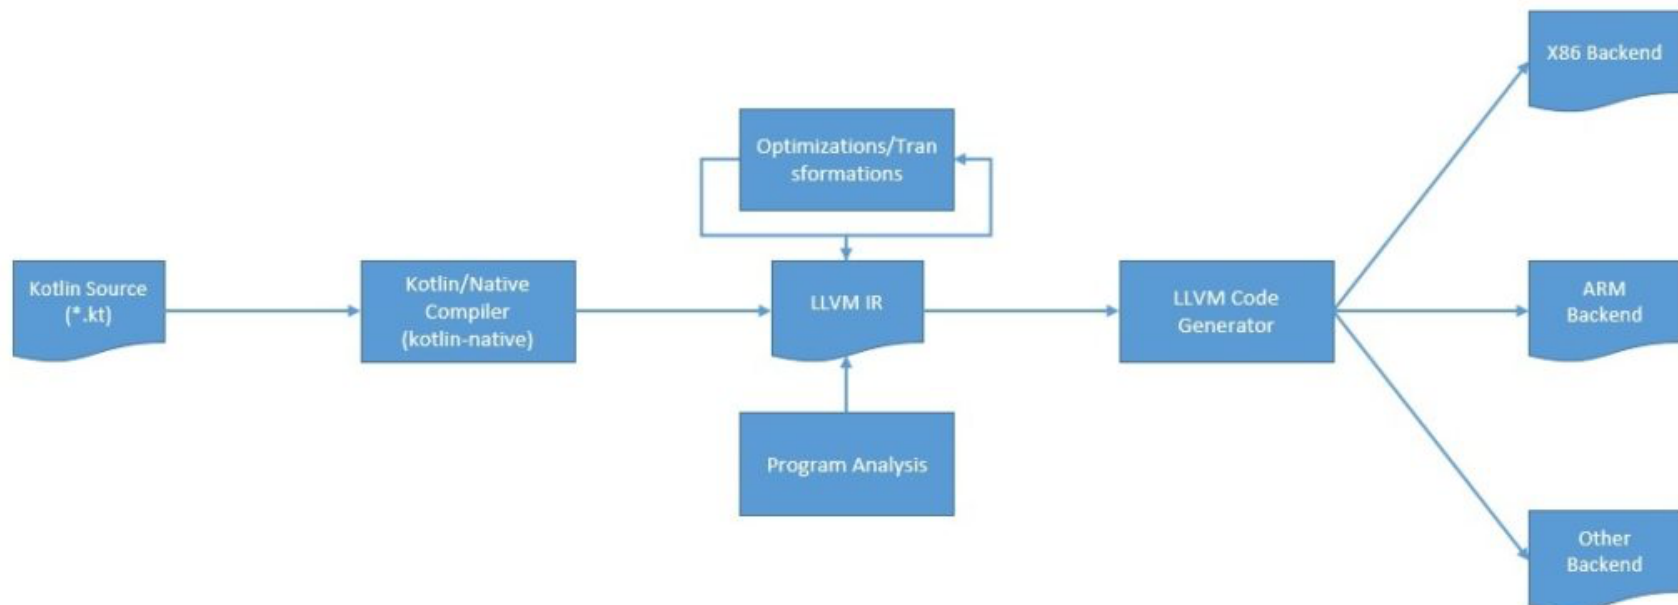 X86 Backend
Optimizations/Tran
sformations
Kotlin Source
(*.kt)
Kotlin/Native
Compiler
(kotlin-native)
LLVM IR
LLVM Code
Generator
ARM
Backend
Program Analysis
Other
Backend